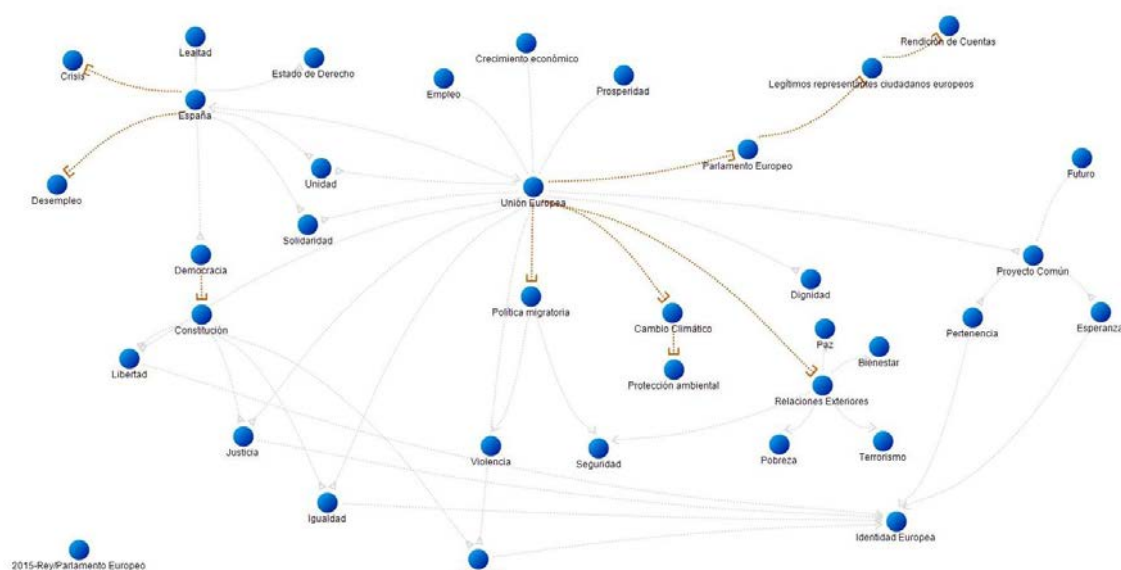 Rendición de Cuentas
Lealtad
Crecimiento económico
Crisis
Estado de Derecho
Legítimos representantes ciudadanos europeos
Empleo
Prosperidad
España
Parlamento Europeo
Futuro
Unidad
Desempleo
Unión Europea
Solidaridad
Democracia
Proyecto Común
Dignidad
Política migratoria
Constitución
Cambio Climático
Pertenencia
Esperanza
Paz
Bienestar
Libertad
Protección ambiental
Relaciones Exteriores
Justicia
Violencia
Seguridad
Pobreza
Terrorismo
Igualdad
Identidad Europea
2015-Rey/Parlamento Europeo